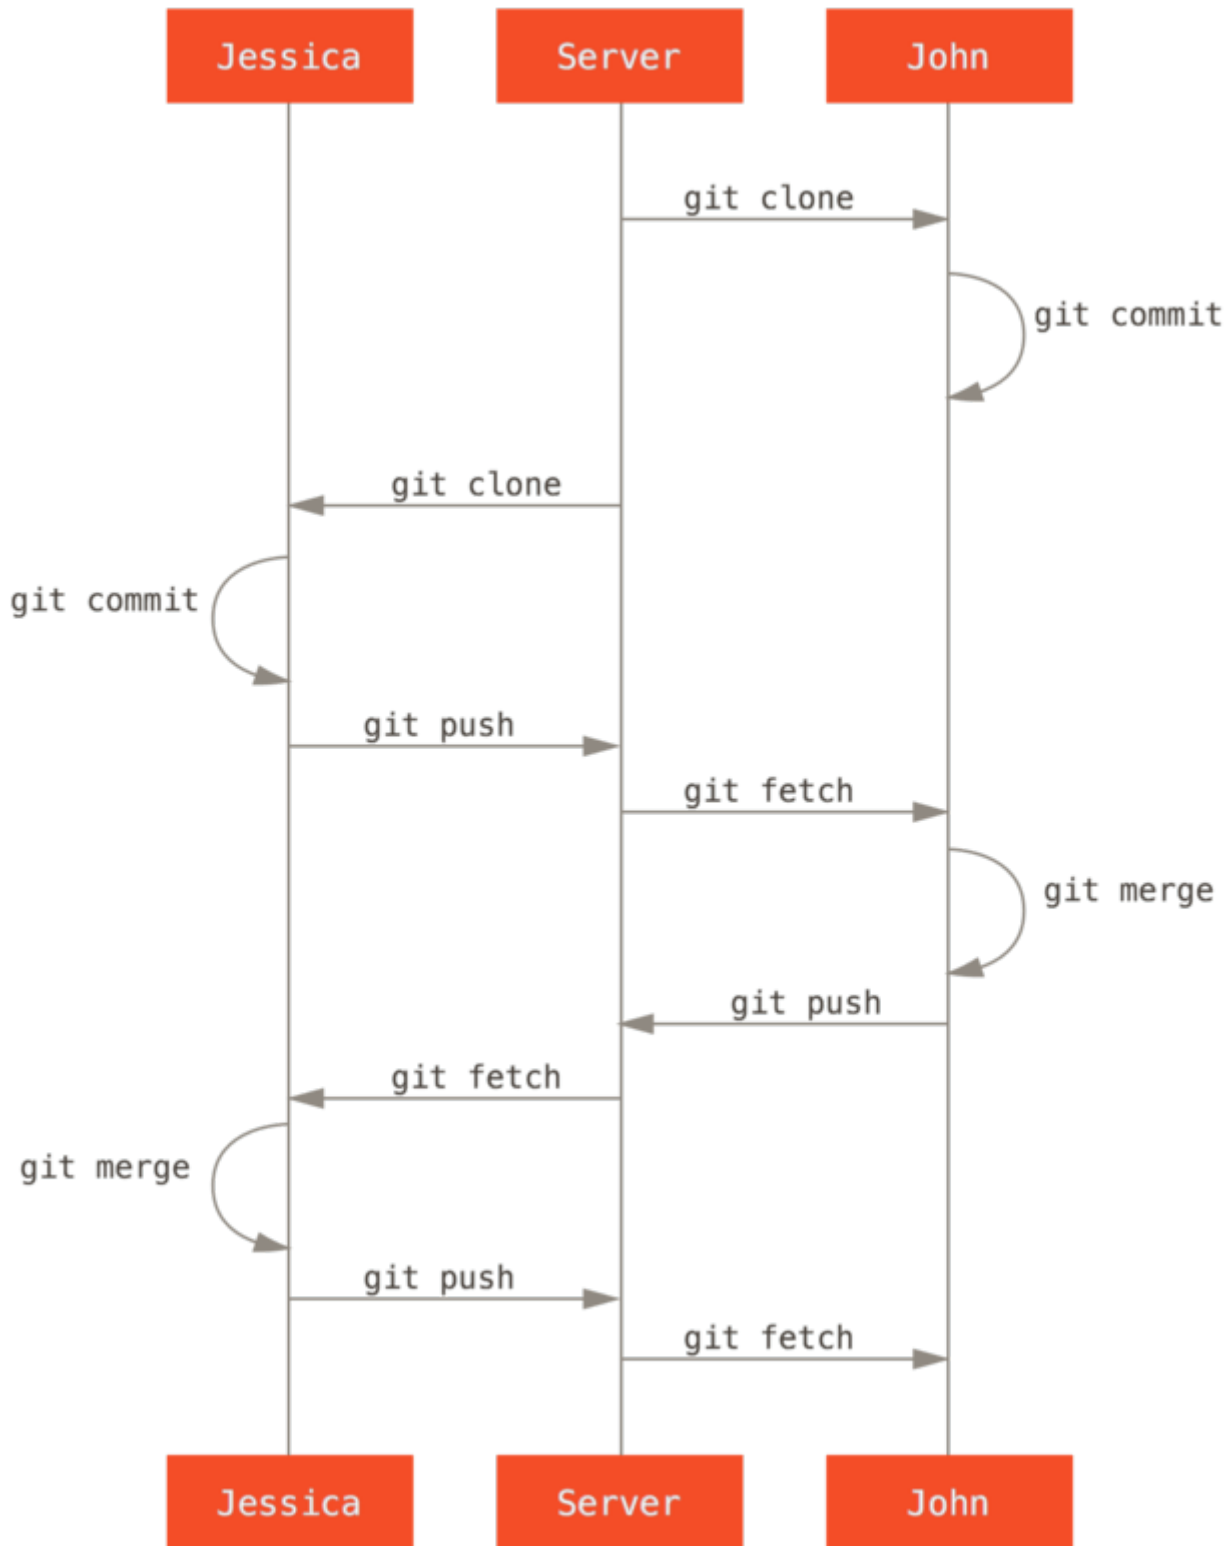 Jessica
Server
John
git clone
git commit
git clone
git commit
git push
git fetch
git merge
git push
git fetch
git merge
git push
git fetch
Jessica
Server
John